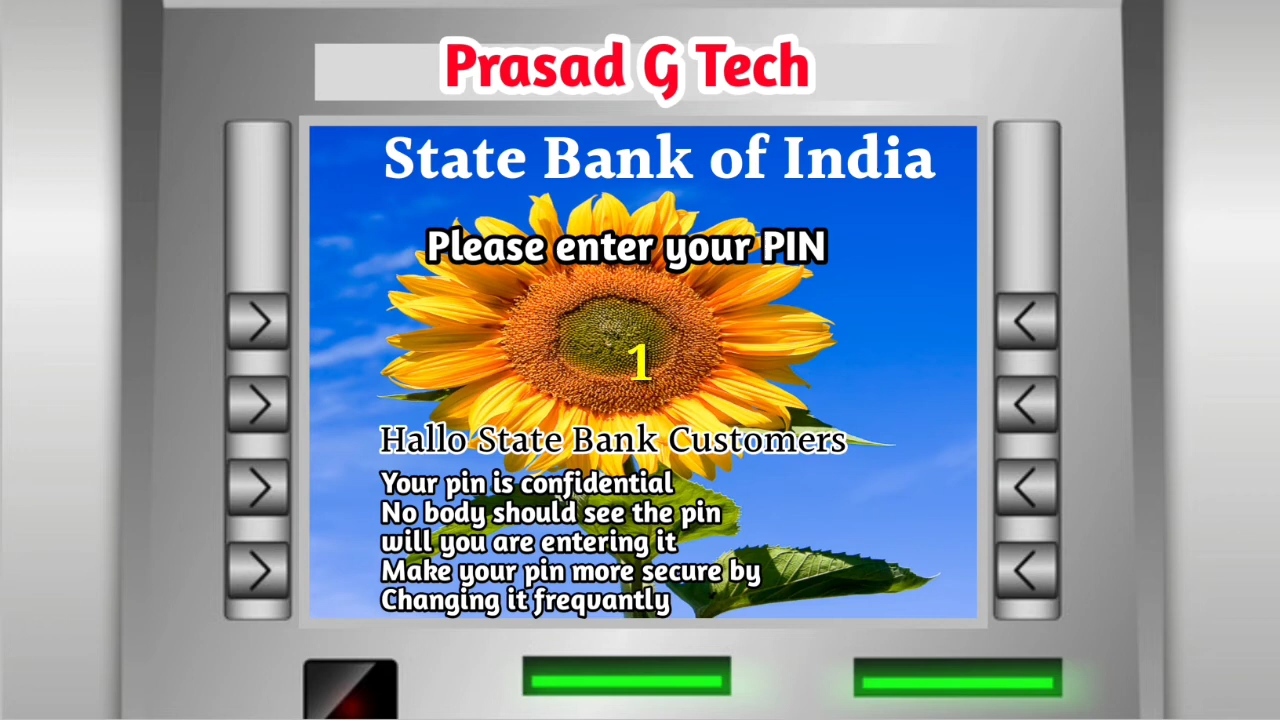 Prasad G Tech
State Bank of India
Please enter your PIN
1
Hallo State Bank Customers
Your pin is confidential
No body should see the pin
will you are entering it
Make your pin more secure by
Changing it freqvantly